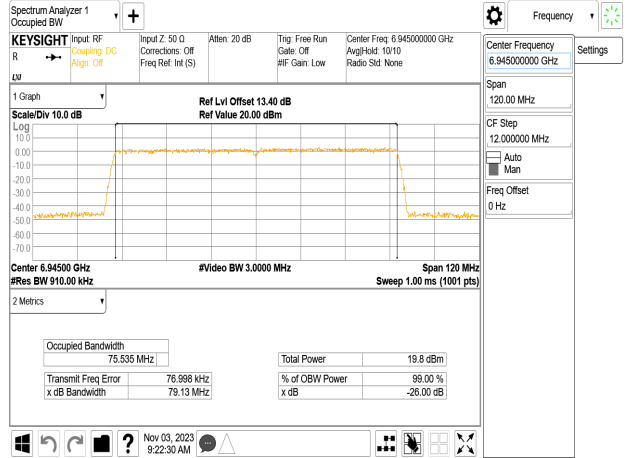 Spectrum Analyzer 1
Occupied BW
Frequency
KEYSIGHT
R
Input: RF
Coupling: DC
Align: Off
Input Z: 50 Ω
Corrections: Off
Freq Ref: Int (S)
Atten: 20 dB
Trig: Free Run
Gate: Off
#IF Gain: Low
Center Freq: 6.945000000 GHz
Avg|Hold: 10/10
Radio Std: None
Center Frequency
6.945000000 GHz
Settings
Span
120.00 MHz
CF Step
12.000000 MHz
Auto
Man
Freq Offset
0 Hz
1 Graph
Scale/Div 10.0 dB
Ref Lvl Offset 13.40 dB
Ref Value 20.00 dBm
Log
10.0
0.00
-10.0
-20.0
-30.0
-40.0
-50.0
-60.0
-70.0
Center 6.94500 GHz
#Video BW 3.0000 MHz
Span 120 MHz
#Res BW 910.00 kHz
Sweep 1.00 ms (1001 pts)
2 Metrics
Occupied Bandwidth
75.535 MHz
Total Power 19.8 dBm
Transmit Freq Error 76.998 kHz
% of OBW Power 99.00 %
x dB Bandwidth 79.13 MHz
x dB -26.00 dB
?
Nov 03, 2023
9:22:30 AM